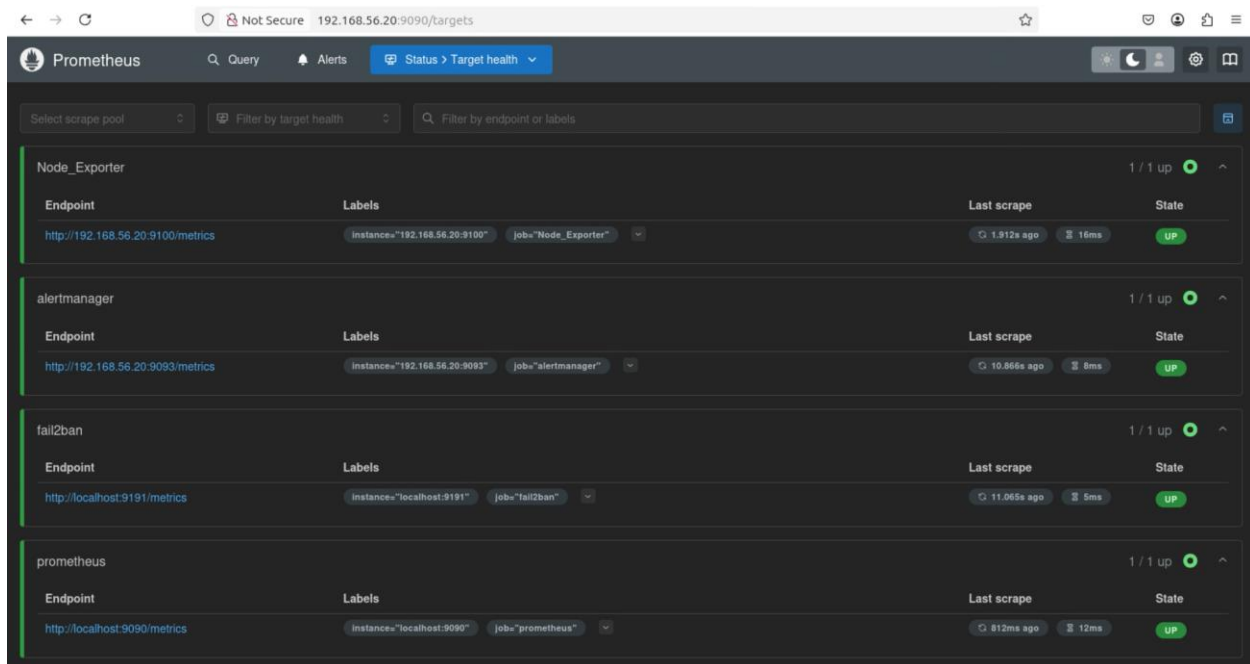 Not Secure 192.168.56.20:9090/targets
Prometheus Query Alerts Status > Target health
Select scrape pool Filter by target health Filter by endpoint or labels
Node_Exporter 1 / 1 up
Endpoint Labels Last scrape State
http://192.168.56.20:9100/metrics instance="192.168.56.20:9100" job="Node_Exporter" 1.912s ago 16ms UP
alertmanager 1 / 1 up
Endpoint Labels Last scrape State
http://192.168.56.20:9093/metrics instance="192.168.56.20:9093" job="alertmanager" 10.866s ago 8ms UP
fail2ban 1 / 1 up
Endpoint Labels Last scrape State
http://localhost:9191/metrics instance="localhost:9191" job="fail2ban" 11.065s ago 5ms UP
prometheus 1 / 1 up
Endpoint Labels Last scrape State
http://localhost:9090/metrics instance="localhost:9090" job="prometheus" 812ms ago 12ms UP